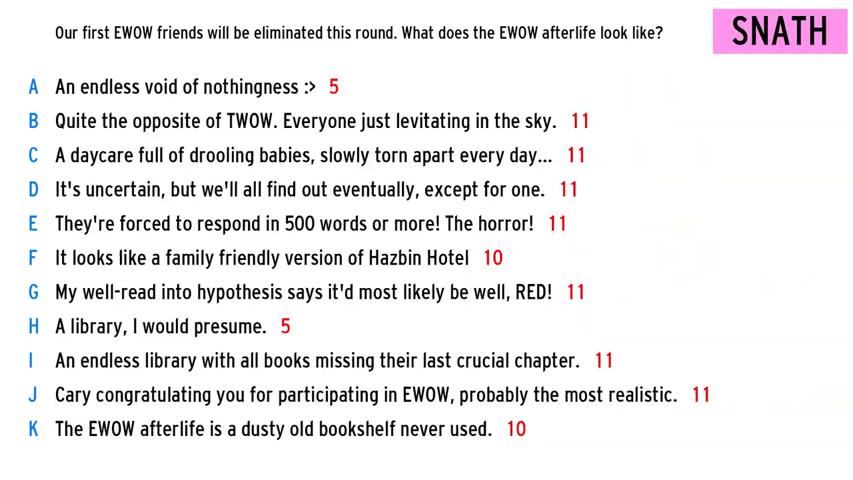 Our first EWOW friends will be eliminated this round. What does the EWOW afterlife look like?
SNATH
A An endless void of nothingness :> 5
B Quite the opposite of TWOW. Everyone just levitating in the sky. 11
C A daycare full of drooling babies, slowly torn apart every day... 11
D It's uncertain, but we'll all find out eventually, except for one. 11
E They're forced to respond in 500 words or more! The horror! 11
F It looks like a family friendly version of Hazbin Hotel 10
G My well-read into hypothesis says it'd most likely be well, RED! 11
H A library, I would presume. 5
I An endless library with all books missing their last crucial chapter. 11
J Cary congratulating you for participating in EWOW, probably the most realistic. 11
K The EWOW afterlife is a dusty old bookshelf never used. 10